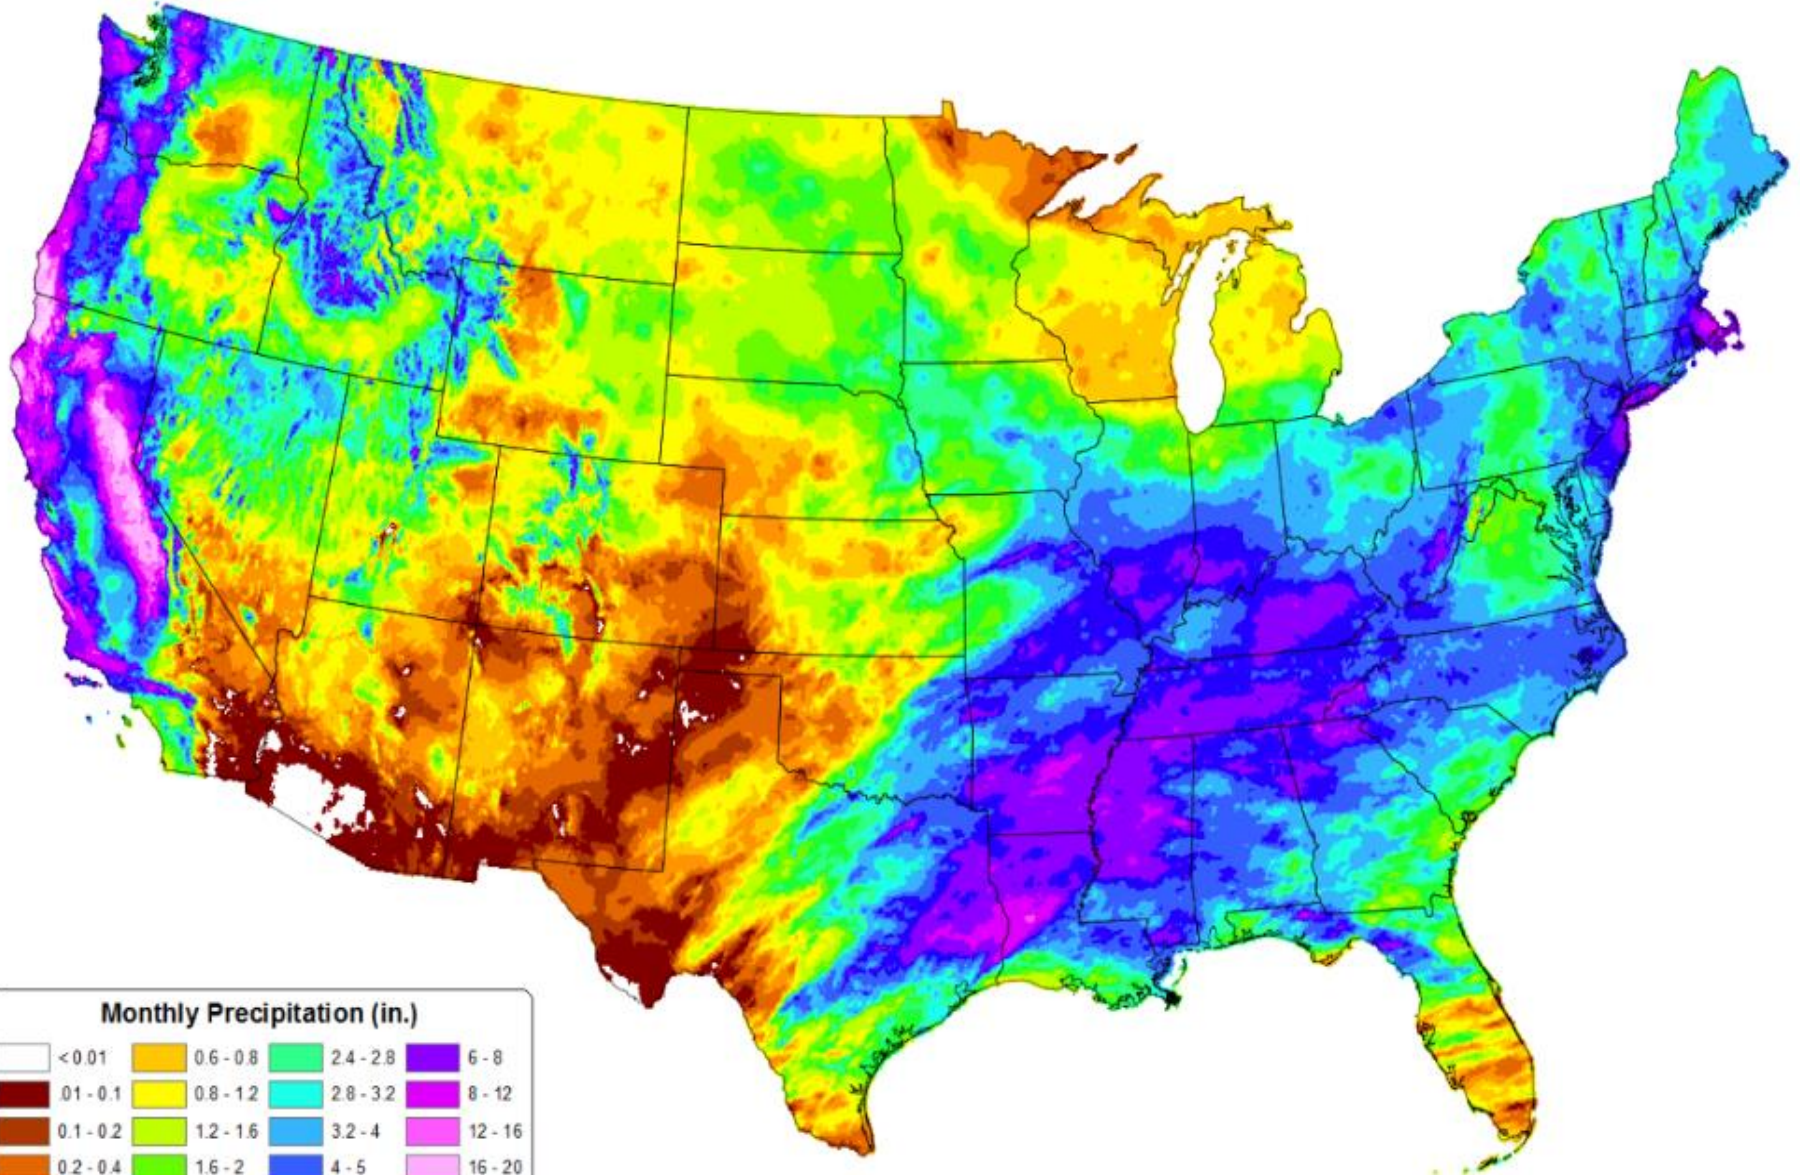 Monthly Precipitation (in.)
< 0.01 0.6 - 0.8 2.4 - 2.8 6 - 8
.01 - 0.1 0.8 - 1.2 2.8 - 3.2 8 - 12
0.1 - 0.2 1.2 - 1.6 3.2 - 4 12 - 16
0.2 - 0.4 1.6 - 2 4 - 5 16 - 20